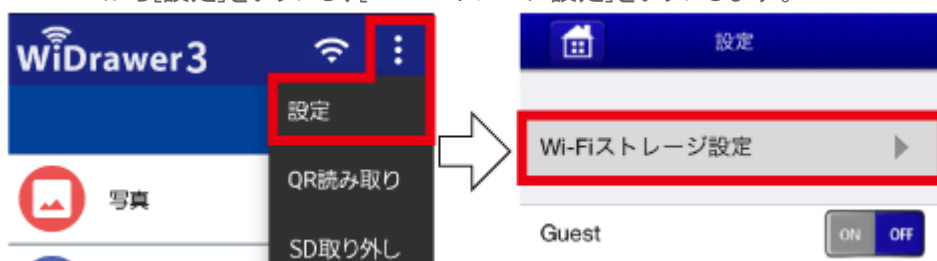 WiDrawer3
設定
QR読み取り
写真
SD取り外し
設定
Wi-Fiストレージ設定
Guest
ON OFF